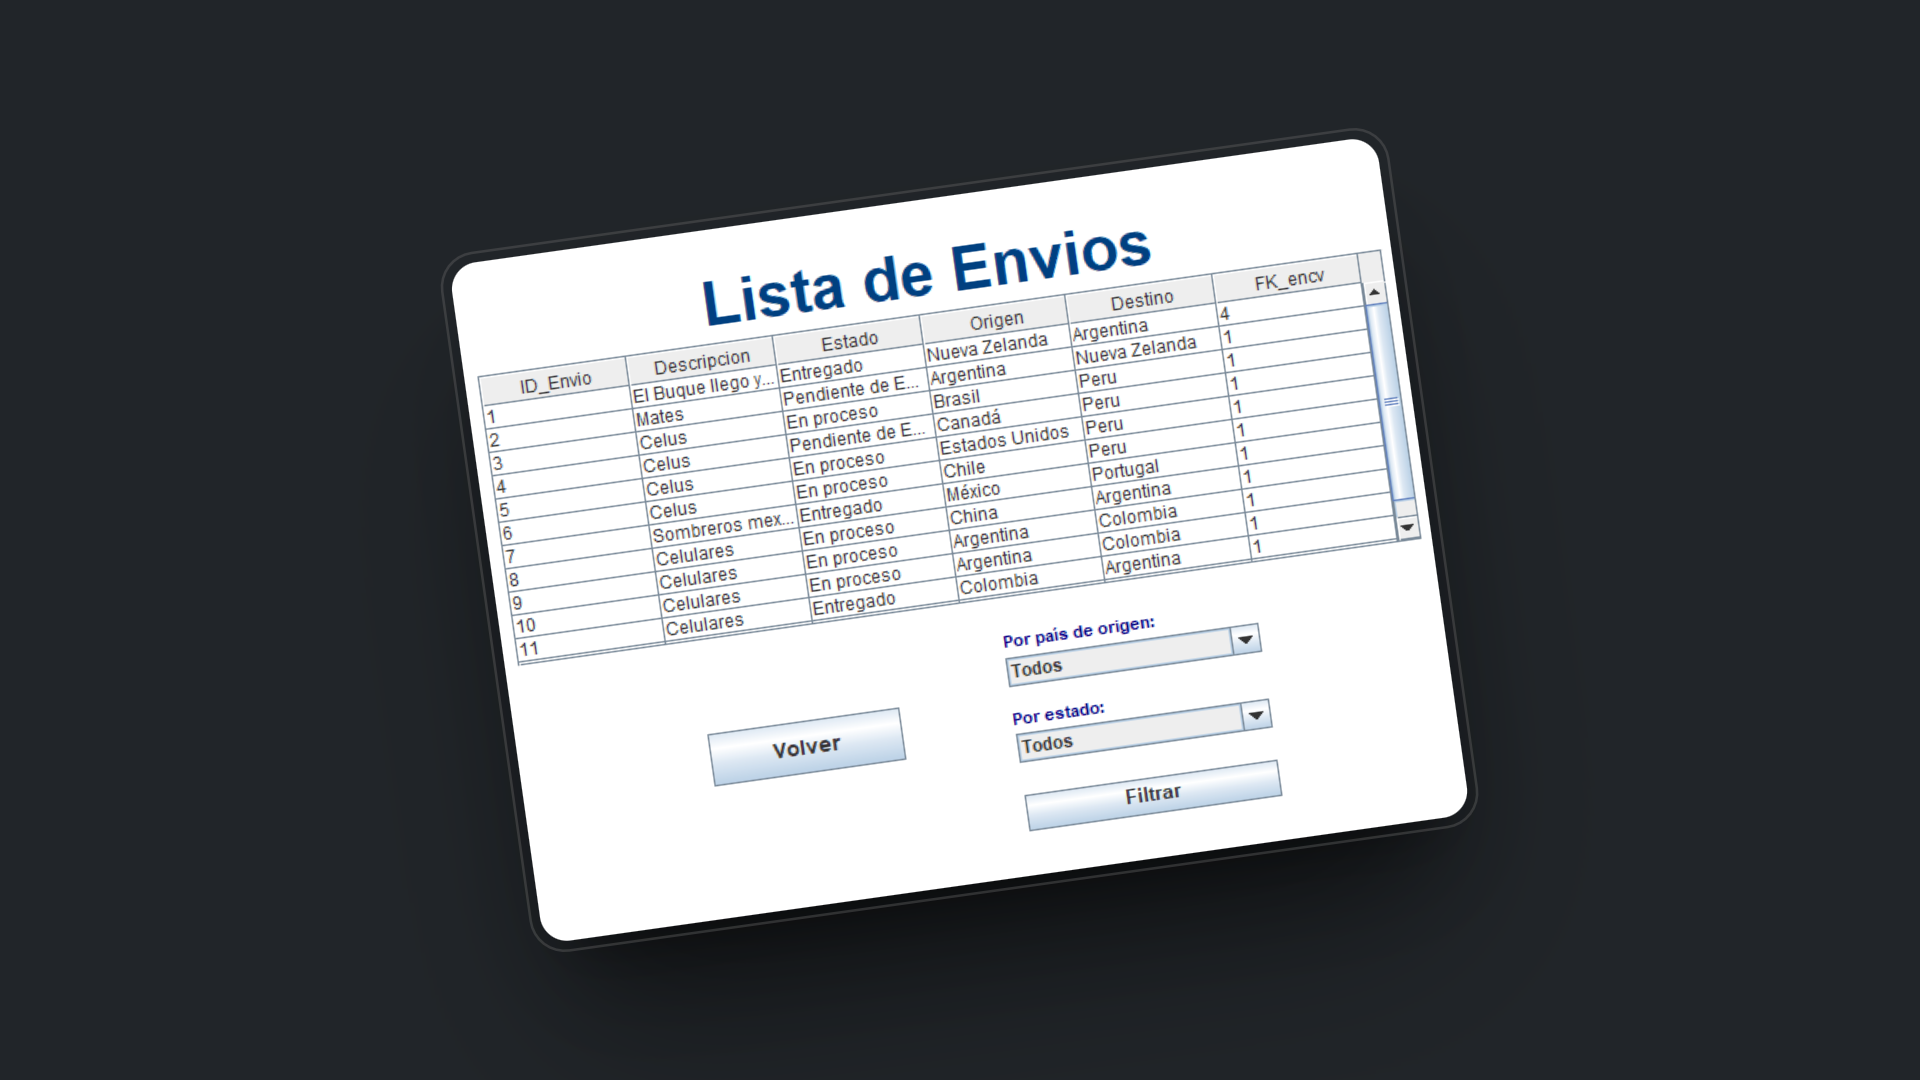 Lista de Envios
ID_Envio Descripcion Estado Origen Destino FK_encv
1 El Buque llego y... Entregado Nueva Zelanda Argentina 4
2 Mates Pendiente de E... Argentina Nueva Zelanda 1
3 Celus En proceso Brasil Peru 1
4 Celus Pendiente de E... Canadá Peru 1
5 Celus En proceso Estados Unidos Peru 1
6 Celus En proceso Chile Peru 1
7 Sombreros mex... Entregado México Portugal 1
8 Celulares En proceso China Argentina 1
9 Celulares En proceso Argentina Colombia 1
10 Celulares En proceso Argentina Colombia 1
11 Celulares Entregado Colombia Argentina 1
Por país de origen:
Todos
Por estado:
Todos
Volver
Filtrar